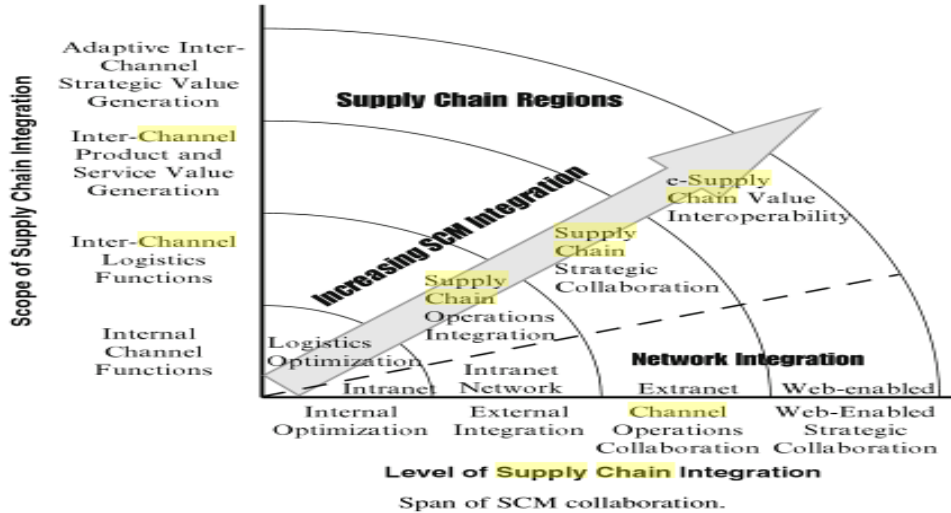 Scope of Supply Chain Integration
Adaptive Inter-
Channel
Strategic Value
Generation
Inter-Channel
Product and
Service Value
Generation
Inter-Channel
Logistics
Functions
Internal
Channel
Functions
Supply Chain Regions
Increasing SCM Integration
e-Supply
Chain Value
Interoperability
Supply
Chain
Strategic
Collaboration
Supply
Chain
Operations
Integration
Logistics
Optimization
Network Integration
Intranet
Intranet
Network
Extranet
Web-enabled
Internal
Optimization
External
Integration
Channel
Operations
Collaboration
Web-Enabled
Strategic
Collaboration
Level of Supply Chain Integration
Span of SCM collaboration.